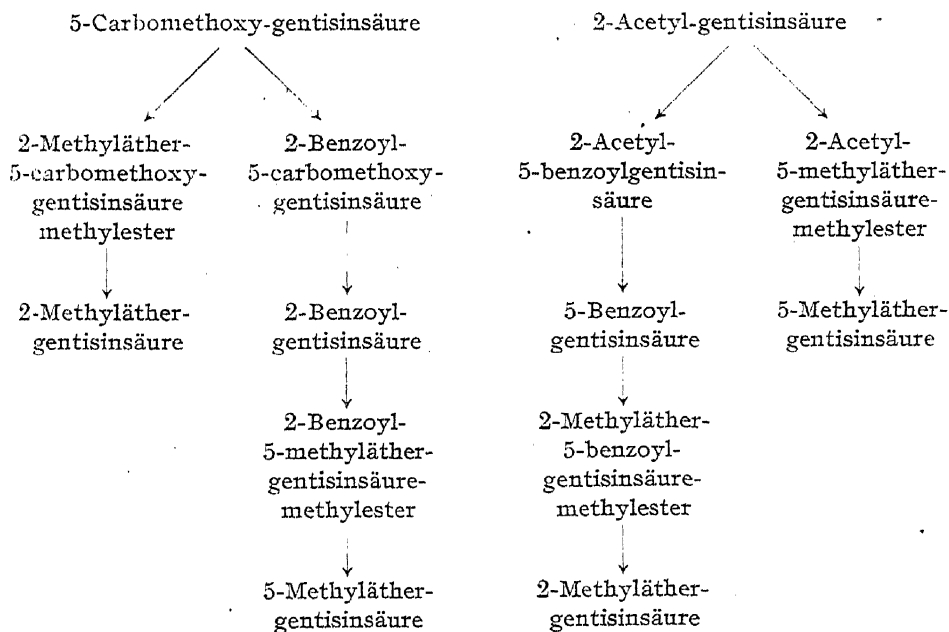 5-Carbomethoxy-gentisinsäure
2-Acetyl-gentisinsäure
2-Methyläther-
5-carbomethoxy-
gentisinsäure
methylester
2-Benzoyl-
5-carbomethoxy-
gentisinsäure
2-Acetyl-
5-benzoylgentisin-
säure
2-Acetyl-
5-methyläther-
gentisinsäure-
methylester
2-Methyläther-
gentisinsäure
2-Benzoyl-
gentisinsäure
5-Benzoyl-
gentisinsäure
5-Methyläther-
gentisinsäure
2-Benzoyl-
5-methyläther-
gentisinsäure-
methylester
2-Methyläther-
5-benzoyl-
gentisinsäure-
methylester
5-Methyläther-
gentisinsäure
2-Methyläther-
gentisinsäure